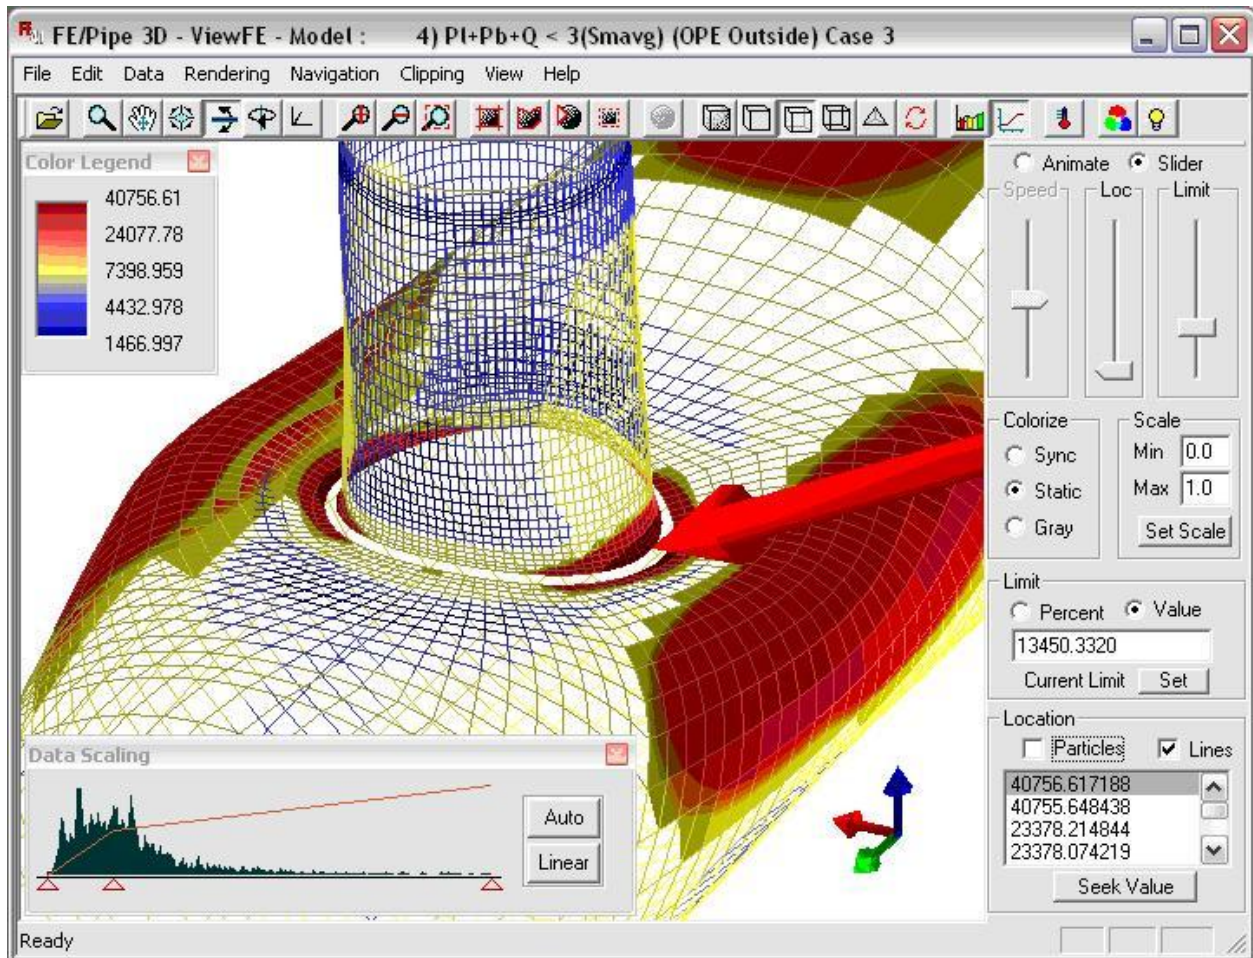 FE/Pipe 3D - ViewFE - Model : 4) Pl+Pb+Q < 3(Smavg) (OPE Outside) Case 3
File Edit Data Rendering Navigation Clipping View Help
Color Legend
40756.61
24077.78
7398.959
4432.978
1466.997
Animate Slider
Speed Loc Limit
Colorize
Sync
Static
Gray
Scale
Min 0.0
Max 1.0
Set Scale
Limit
Percent Value
13450.3320
Current Limit Set
Location
Particles Lines
40756.617188
40755.648438
23378.214844
23378.074219
Seek Value
Data Scaling
Auto
Linear
Ready